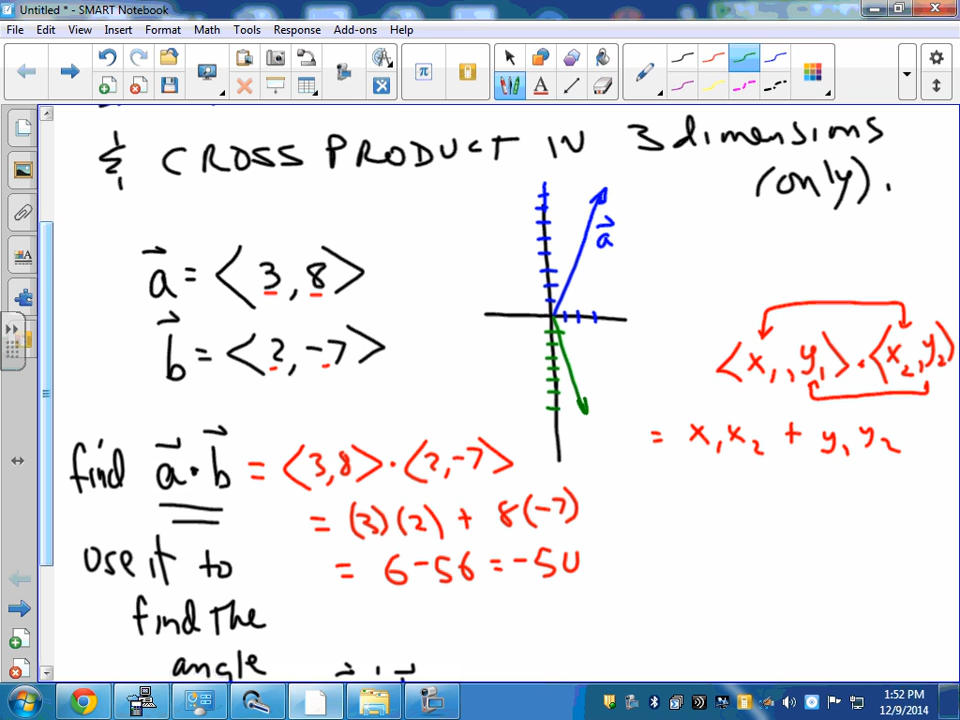 Untitled * - SMART Notebook
File Edit View Insert Format Math Tools Response Add-ons Help
& CROSS PRODUCT IN 3 dimensions
(only).
a⃗ = <3, 8>
a⃗
b⃗ = <2, -7>
<x₁, y₁> · <x₂, y₂>
= x₁x₂ + y₁y₂
find a⃗ · b⃗ = <3,8> · <2,-7>
= (3)(2) + 8(-7)
= 6 - 56 = -50
use it to
find The
angle
1:52 PM
12/9/2014